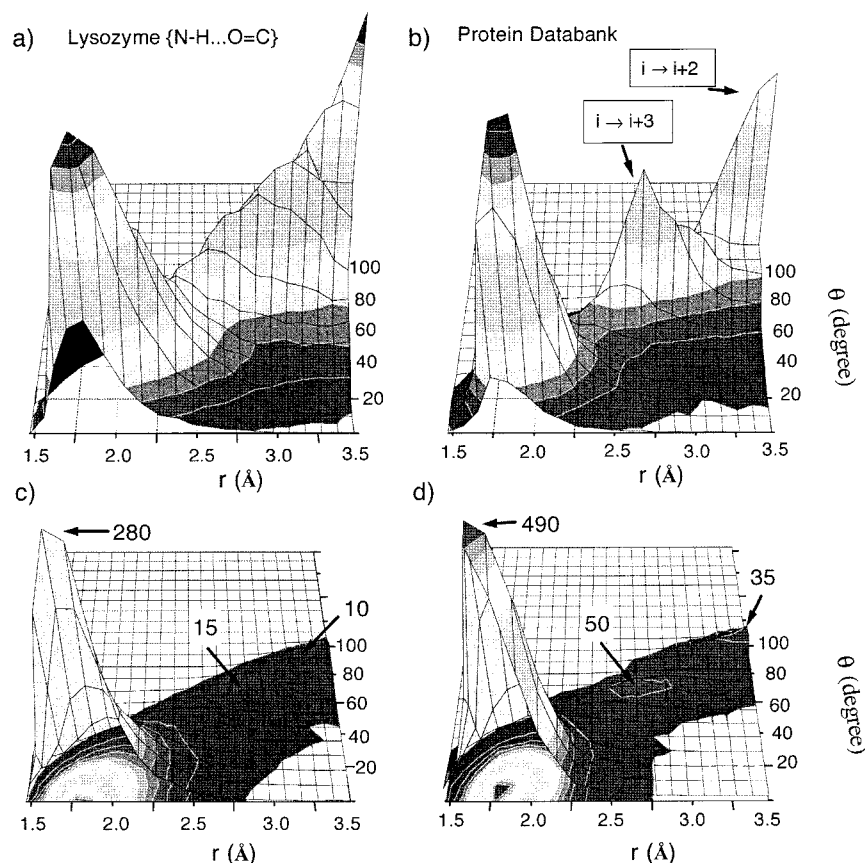 a) Lysozyme {N-H...O=C}
b) Protein Databank
i → i+2
i → i+3
100
80
60
40
20
θ (degree)
100
80
60
40
20
1.5 2.0 2.5 3.0 3.5
r (Å)
1.5 2.0 2.5 3.0 3.5
r (Å)
c)
280
15
10
100
80
60
40
20
d)
490
50
35
100
80
60
40
20
θ (degree)
1.5 2.0 2.5 3.0 3.5
r (Å)
1.5 2.0 2.5 3.0 3.5
r (Å)